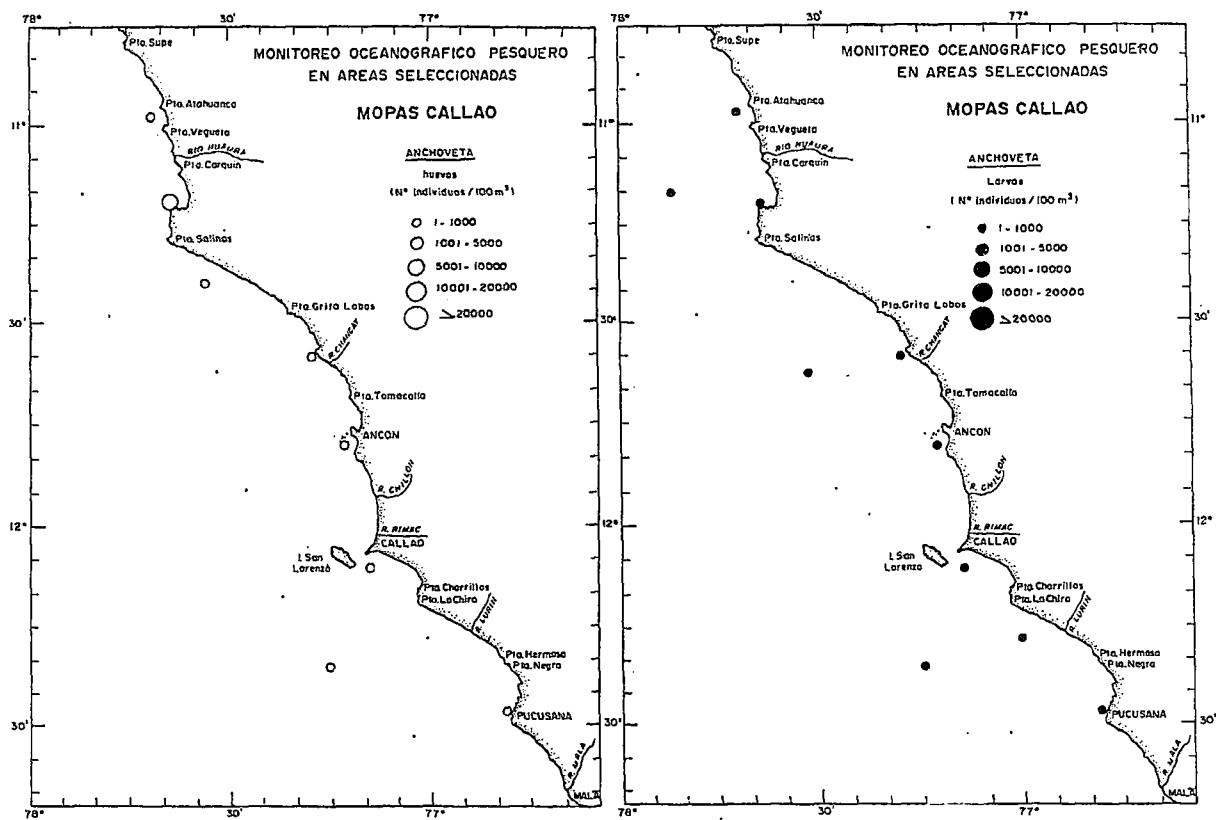 78° 30' 77°
Pta. Supe
MONITOREO OCEANOGRAFICO PESQUERO
EN AREAS SELECCIONADAS
MOPAS CALLAO
Pta. Atahuanca
11°
Pta. Vegueta
RIO HUAURA
Pta. Carquin
ANCHOVETA
huevos
(N° individuos / 100 m³)
1 - 1000
1001 - 5000
5001 - 10000
10001 - 20000
≥ 20000
Pta. Salinas
Pta. Grita Lobos
30'
R. CHANCAY
Pta. Tomacalla
ANCON
R. CHILLON
12°
R. RIMAC
CALLAO
I. San
Lorenzo
Pta. Chorrillos
Pta. La Chira
R. LURIN
Pta. Hermosa
Pta. Negra
PUCUSANA
30'
R. MALA
MALA
78° 30' 77°
78° 30' 77°
Pta. Supe
MONITOREO OCEANOGRAFICO PESQUERO
EN AREAS SELECCIONADAS
MOPAS CALLAO
Pta. Atahuanca
11° 11°
Pta. Vegueta
RIO HUAURA
Pta. Carquin
ANCHOVETA
Larvas
(N° individuos / 100 m³)
1 - 1000
1001 - 5000
5001 - 10000
10001 - 20000
≥ 20000
Pta. Salinas
Pta. Grita Lobos
30' 30'
R. CHANCAY
Pta. Tomacalla
ANCON
R. CHILLON
12° 12°
R. RIMAC
CALLAO
I. San
Lorenzo
Pta. Chorrillos
Pta. La Chira
R. LURIN
Pta. Hermosa
Pta. Negra
PUCUSANA
30' 30'
R. MALA
MALA
78° 30' 77°